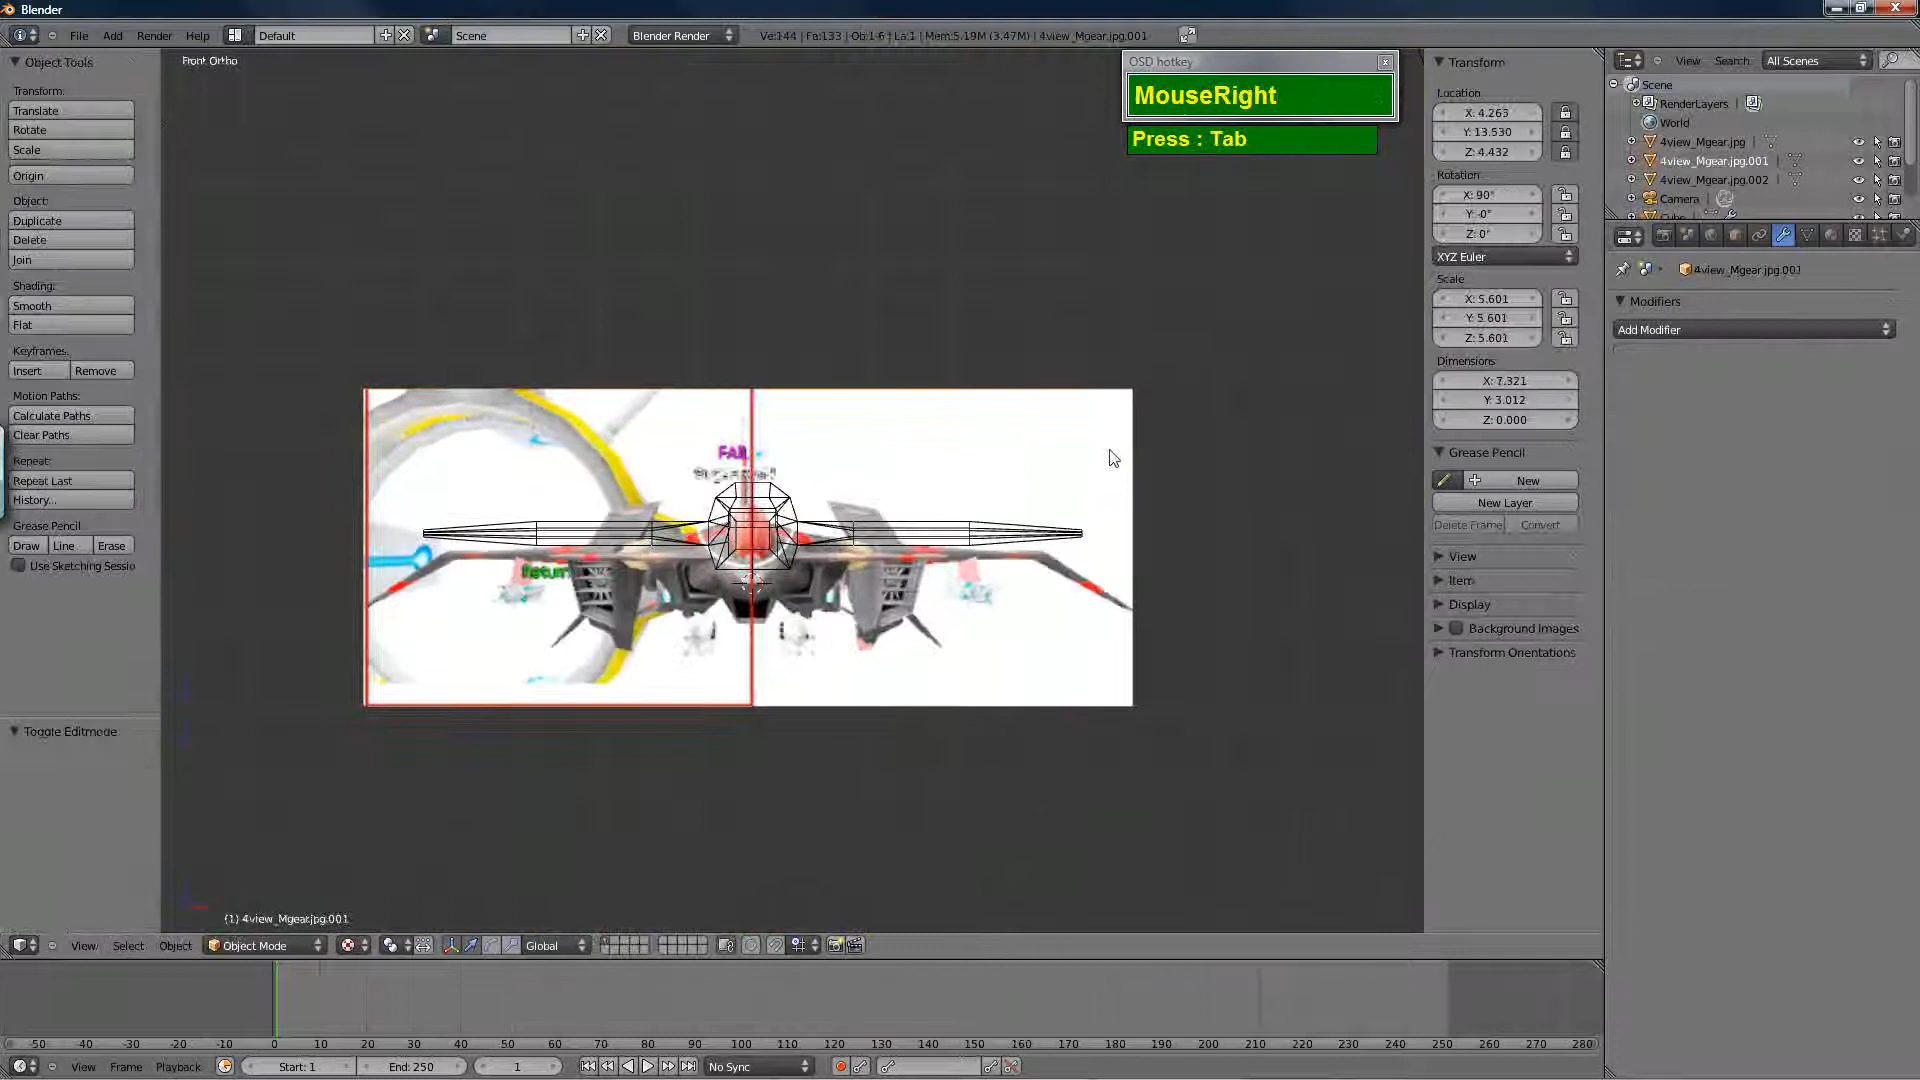 Blender
File Add Render Help Default Scene Blender Render Ve:144 | Fa:133 | Ob:1-6 | La:1 | Mem:5.19M (3.47M) | 4view_Mgear.jpg.001
Object Tools
Transform:
Translate
Rotate
Scale
Origin
Object:
Duplicate
Delete
Join
Shading:
Smooth
Flat
Keyframes:
Insert Remove
Motion Paths:
Calculate Paths
Clear Paths
Repeat:
Repeat Last
History...
Grease Pencil:
Draw Line Erase
Use Sketching Sessio
Toggle Editmode
Front Ortho
OSD hotkey
MouseRight
Press : Tab
FAIL
Return
(1) 4view_Mgear.jpg.001
View Select Object Object Mode Global
Transform
Location
X: 4.263
Y: 13.530
Z: 4.432
Rotation
X: 90°
Y: -0°
Z: 0°
XYZ Euler
Scale
X: 5.601
Y: 5.601
Z: 5.601
Dimensions
X: 7.321
Y: 3.012
Z: 0.000
Grease Pencil
New
New Layer
Delete Frame Convert
View
Item
Display
Background Images
Transform Orientations
View Search All Scenes
Scene
RenderLayers
World
4view_Mgear.jpg
4view_Mgear.jpg.001
4view_Mgear.jpg.002
Camera
Cube
4view_Mgear.jpg.001
Modifiers
Add Modifier
-50 -40 -30 -20 -10 0 10 20 30 40 50 60 70 80 90 100 110 120 130 140 150 160 170 180 190 200 210 220 230 240 250 260 270 280
View Frame Playback Start: 1 End: 250 1 No Sync